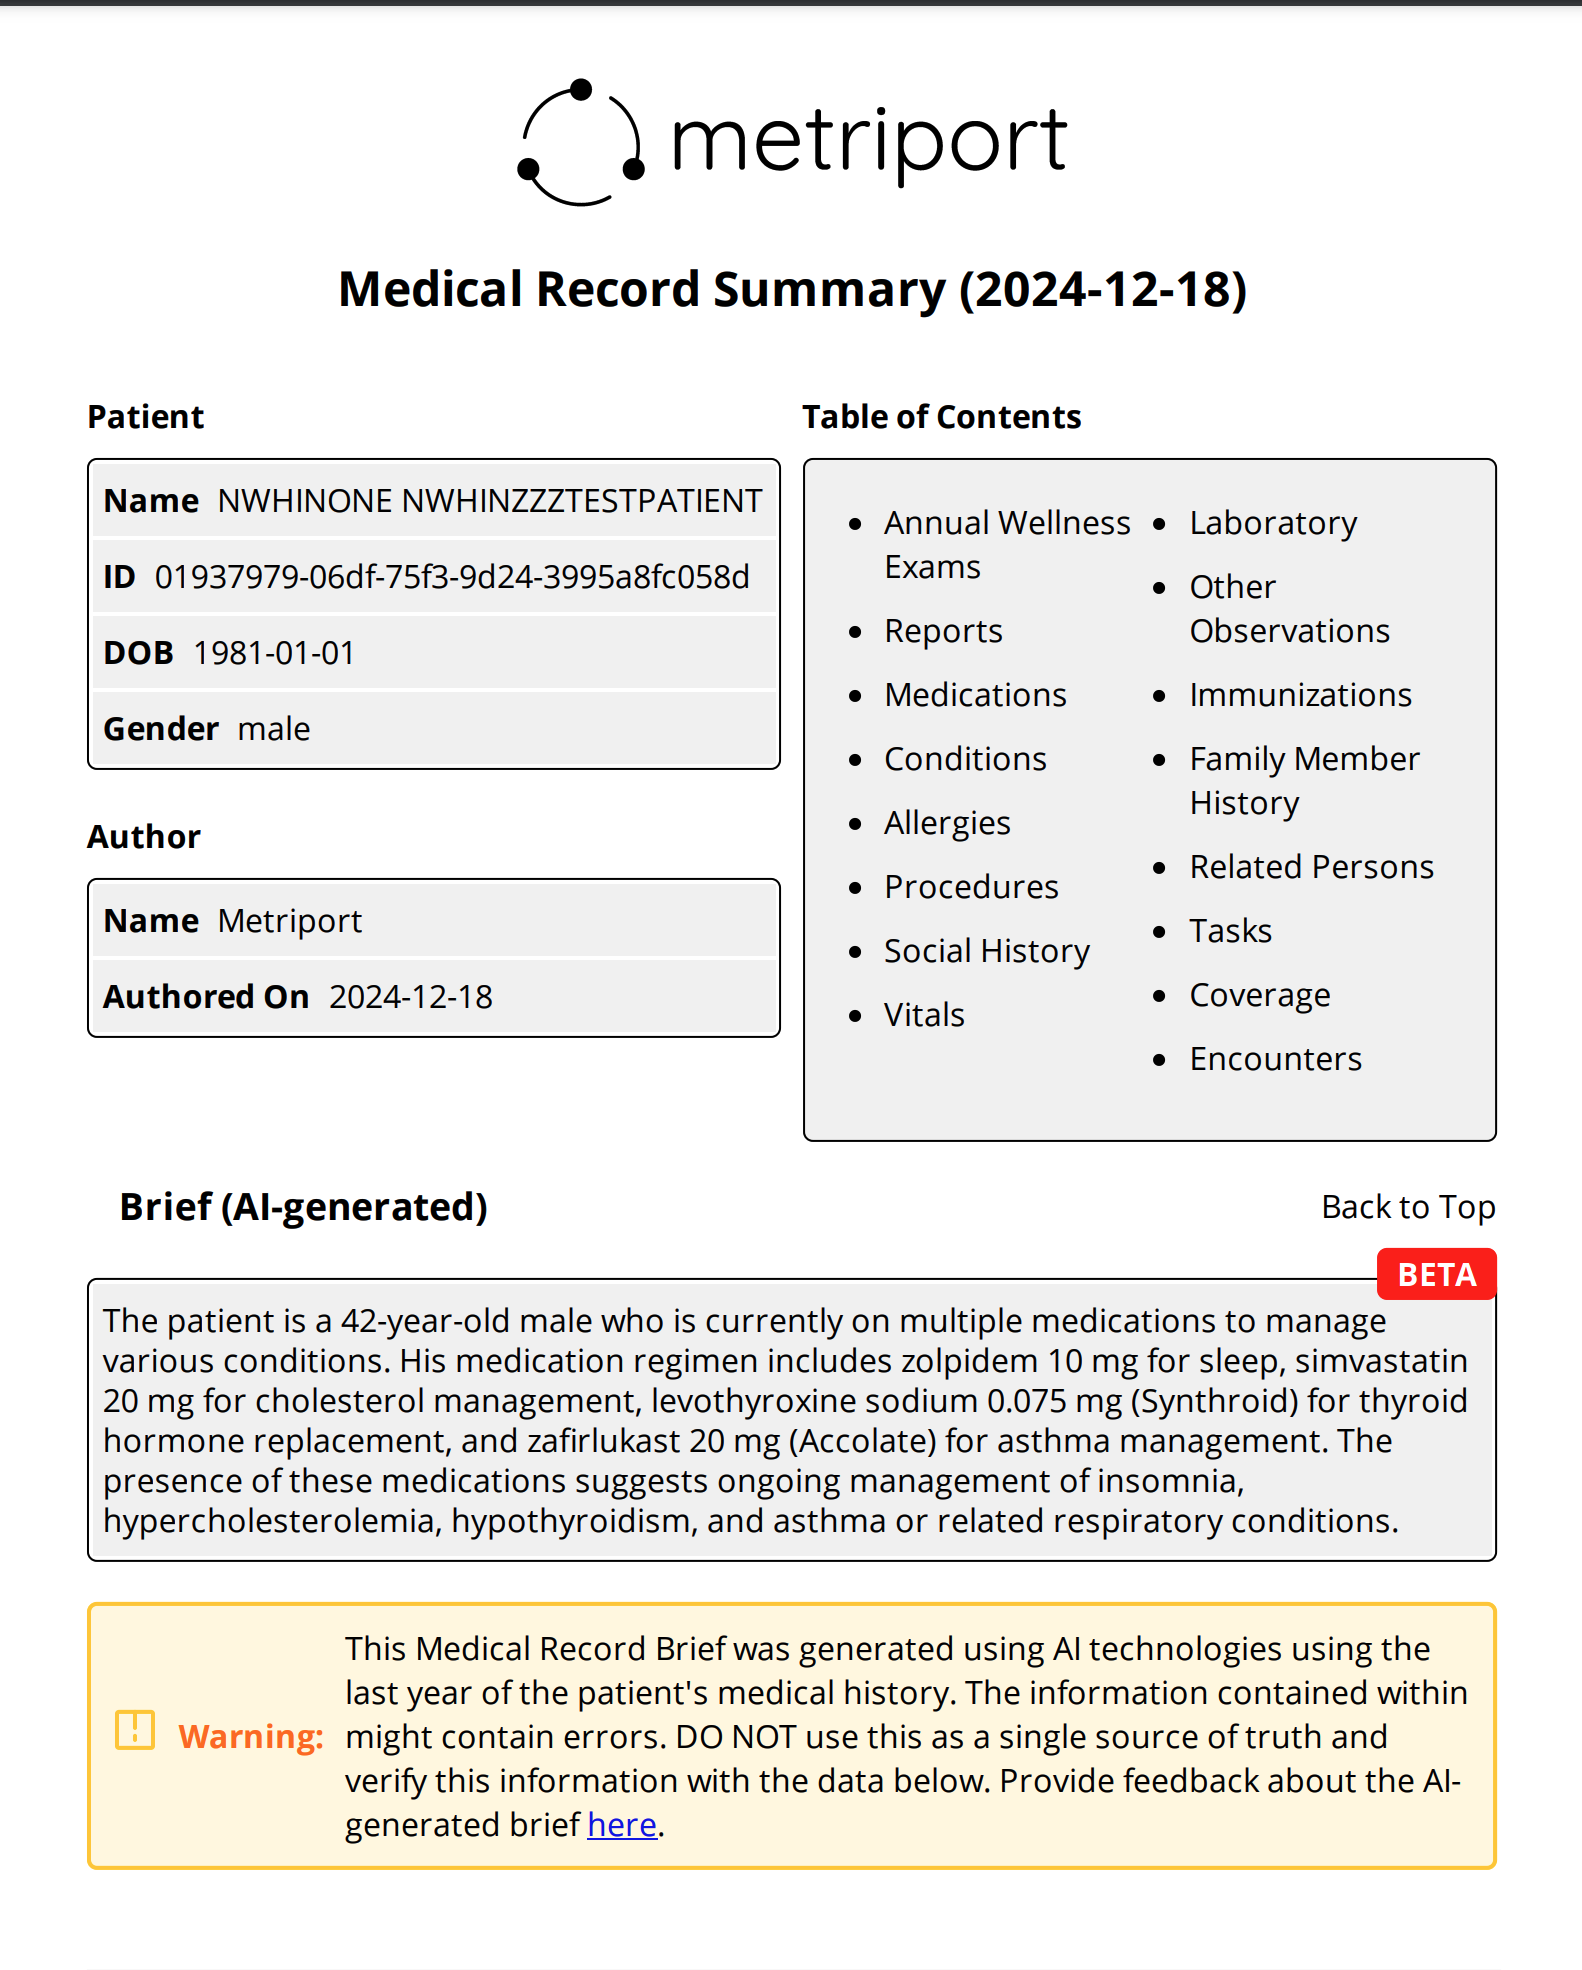 metriport
Medical Record Summary (2024-12-18)
Patient
Name NWHINONE NWHINZZZTESTPATIENT
ID 01937979-06df-75f3-9d24-3995a8fc058d
DOB 1981-01-01
Gender male
Author
Name Metriport
Authored On 2024-12-18
Table of Contents
Annual Wellness
Exams
Reports
Medications
Conditions
Allergies
Procedures
Social History
Vitals
Laboratory
Other
Observations
Immunizations
Family Member
History
Related Persons
Tasks
Coverage
Encounters
Brief (AI-generated)
Back to Top
BETA
The patient is a 42-year-old male who is currently on multiple medications to manage
various conditions. His medication regimen includes zolpidem 10 mg for sleep, simvastatin
20 mg for cholesterol management, levothyroxine sodium 0.075 mg (Synthroid) for thyroid
hormone replacement, and zafirlukast 20 mg (Accolate) for asthma management. The
presence of these medications suggests ongoing management of insomnia,
hypercholesterolemia, hypothyroidism, and asthma or related respiratory conditions.
Warning:
This Medical Record Brief was generated using AI technologies using the
last year of the patient's medical history. The information contained within
might contain errors. DO NOT use this as a single source of truth and
verify this information with the data below. Provide feedback about the AI-
generated brief here.